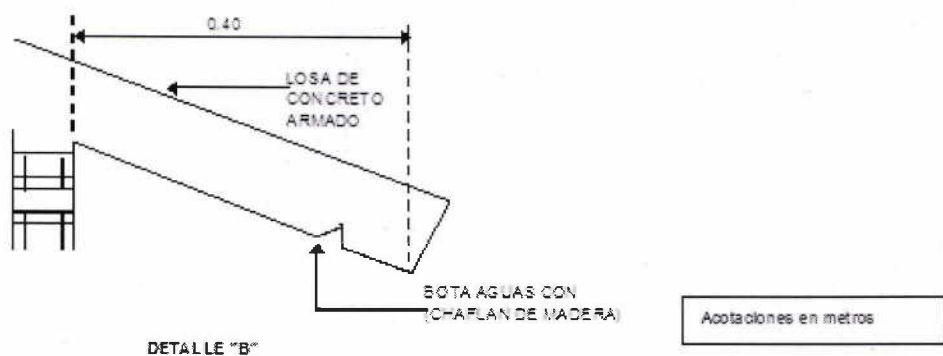 0.40
LOSA DE
CONCRETO
ARMADO
BOTA AGUAS CON
(CHAFLAN DE MADERA)
Acotaciones en metros
DETALLE "B"